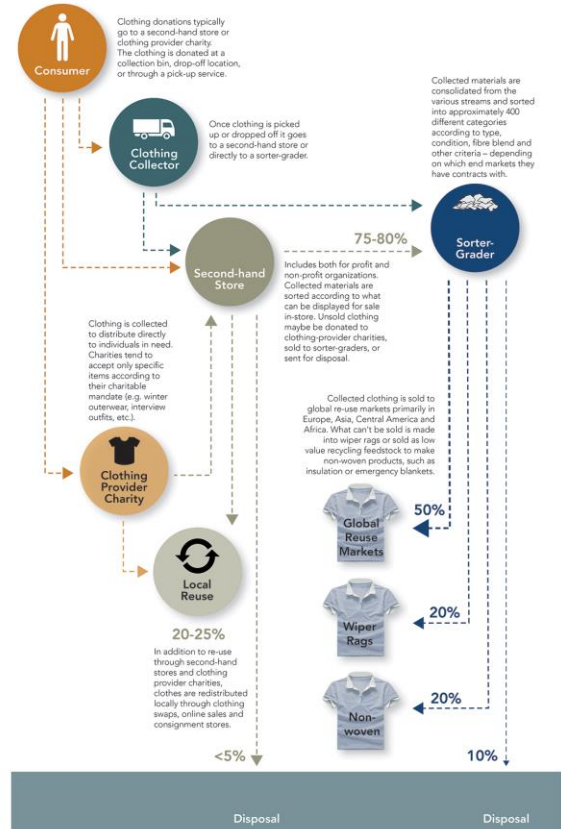 Clothing donations typically
go to a second-hand store or
clothing provider charity.
The clothing is donated at a
collection bin, drop-off location,
or through a pick-up service.
Consumer
Once clothing is picked
up or dropped off it goes
to a second-hand store or
directly to a sorter-grader.
Clothing
Collector
Collected materials are
consolidated from the
various streams and sorted
into approximately 400
different categories
according to type,
condition, fibre blend and
other criteria – depending
on which end markets they
have contracts with.
Sorter-
Grader
75-80%
Second-hand
Store
Includes both for profit and
non-profit organizations.
Collected materials are
sorted according to what
can be displayed for sale
in-store. Unsold clothing
maybe be donated to
clothing-provider charities,
sold to sorter-graders, or
sent for disposal.
Clothing is collected
to distribute directly
to individuals in need.
Charities tend to
accept only specific
items according to
their charitable
mandate (e.g. winter
outerwear, interview
outfits, etc.).
Clothing
Provider
Charity
Collected clothing is sold to
global re-use markets primarily in
Europe, Asia, Central America and
Africa. What can't be sold is made
into wiper rags or sold as low
value recycling feedstock to make
non-woven products, such as
insulation or emergency blankets.
Local
Reuse
20-25%
In addition to re-use
through second-hand
stores and clothing
provider charities,
clothes are redistributed
locally through clothing
swaps, online sales and
consignment stores.
Global
Reuse
Markets
50%
Wiper
Rags
20%
Non-
woven
20%
<5%
10%
Disposal
Disposal